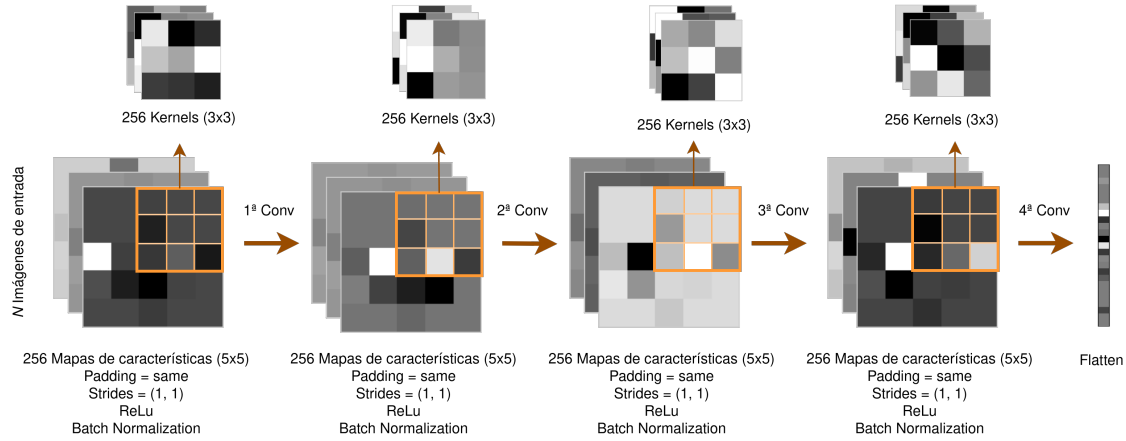 256 Kernels (3x3)
256 Kernels (3x3)
256 Kernels (3x3)
256 Kernels (3x3)
N Imágenes de entrada
1ª Conv
2ª Conv
3ª Conv
4ª Conv
256 Mapas de características (5x5)
Padding = same
Strides = (1, 1)
ReLu
Batch Normalization
256 Mapas de características (5x5)
Padding = same
Strides = (1, 1)
ReLu
Batch Normalization
256 Mapas de características (5x5)
Padding = same
Strides = (1, 1)
ReLu
Batch Normalization
256 Mapas de características (5x5)
Padding = same
Strides = (1, 1)
ReLu
Batch Normalization
Flatten